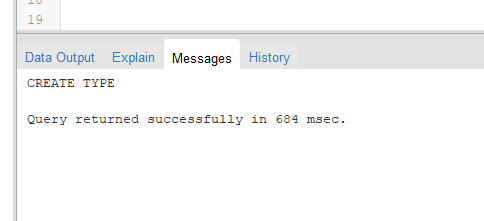 19
Data Output Explain Messages History
CREATE TYPE
Query returned successfully in 684 msec.